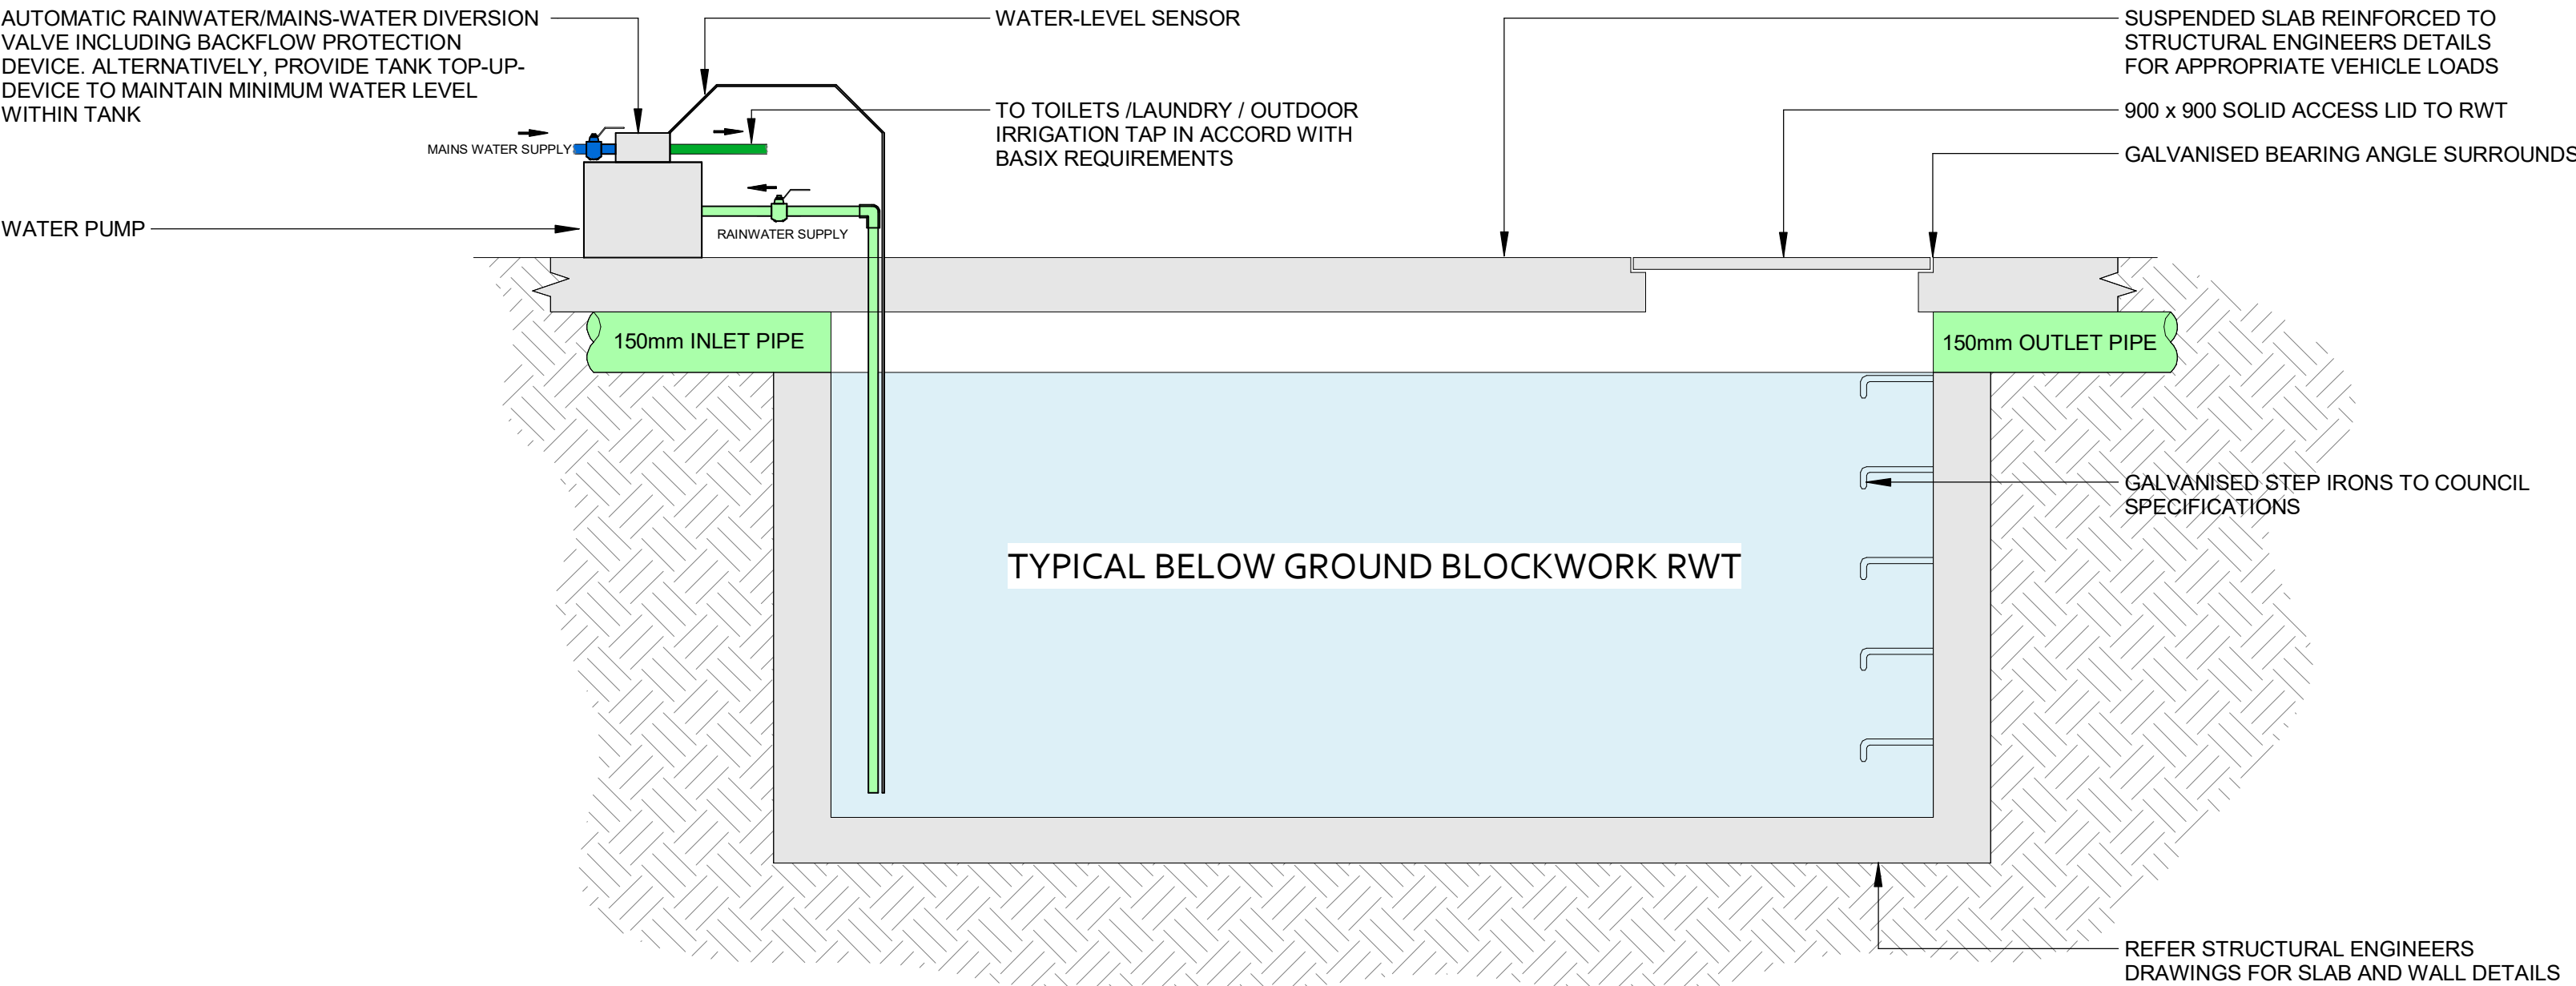 AUTOMATIC RAINWATER/MAINS-WATER DIVERSION
VALVE INCLUDING BACKFLOW PROTECTION
DEVICE. ALTERNATIVELY, PROVIDE TANK TOP-UP-
DEVICE TO MAINTAIN MINIMUM WATER LEVEL
WITHIN TANK
WATER-LEVEL SENSOR
SUSPENDED SLAB REINFORCED TO
STRUCTURAL ENGINEERS DETAILS
FOR APPROPRIATE VEHICLE LOADS
TO TOILETS /LAUNDRY / OUTDOOR
IRRIGATION TAP IN ACCORD WITH
BASIX REQUIREMENTS
900 x 900 SOLID ACCESS LID TO RWT
MAINS WATER SUPPLY
GALVANISED BEARING ANGLE SURROUNDS
WATER PUMP
RAINWATER SUPPLY
150mm INLET PIPE
150mm OUTLET PIPE
GALVANISED STEP IRONS TO COUNCIL
SPECIFICATIONS
TYPICAL BELOW GROUND BLOCKWORK RWT
REFER STRUCTURAL ENGINEERS
DRAWINGS FOR SLAB AND WALL DETAILS